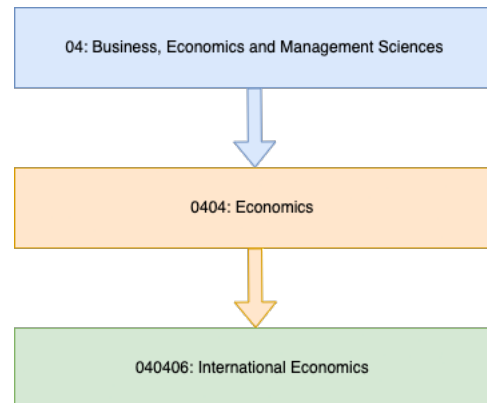 04: Business, Economics and Management Sciences
0404: Economics
040406: International Economics